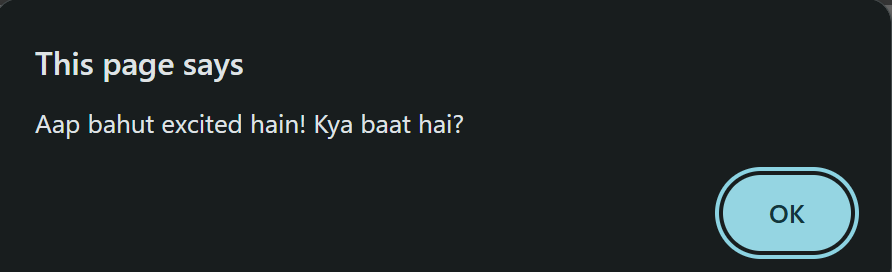 This page says
Aap bahut excited hain! Kya baat hai?
OK